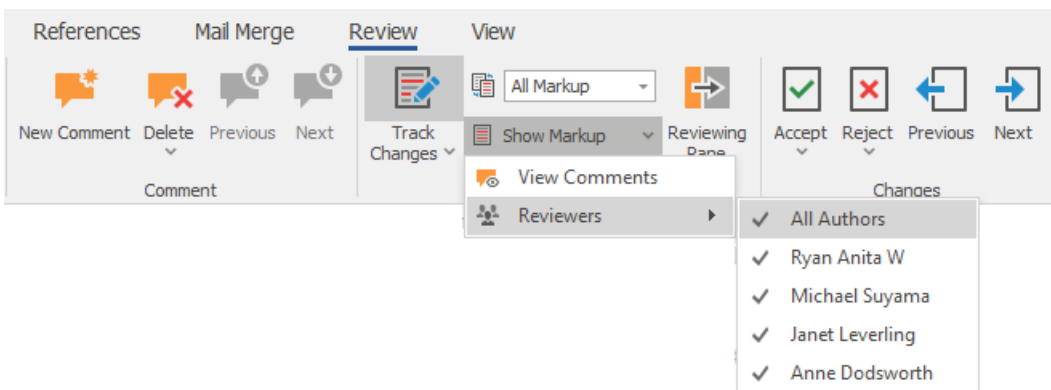 References Mail Merge Review View
All Markup
New Comment Delete Previous Next Track Changes Show Markup Reviewing Pane Accept Reject Previous Next
View Comments
Comment Changes
Reviewers
All Authors
Ryan Anita W
Michael Suyama
Janet Leverling
Anne Dodsworth